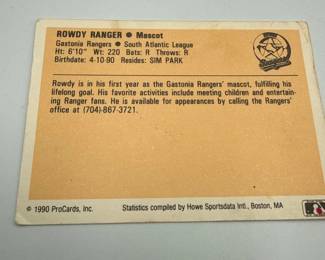 ROWDY RANGER ● Mascot
Gastonia Rangers ● South Atlantic League
Ht: 6'10" Wt: 220 Bats: R Throws: R
Birthdate: 4-10-90 Resides: SIM PARK
Rowdy is in his first year as the Gastonia Rangers' mascot, fulfilling his
lifelong goal. His favorite activities include meeting children and entertain-
ing Ranger fans. He is available for appearances by calling the Rangers'
office at (704)-867-3721.
© 1990 ProCards, Inc. Statistics compiled by Howe Sportsdata Intl., Boston, MA